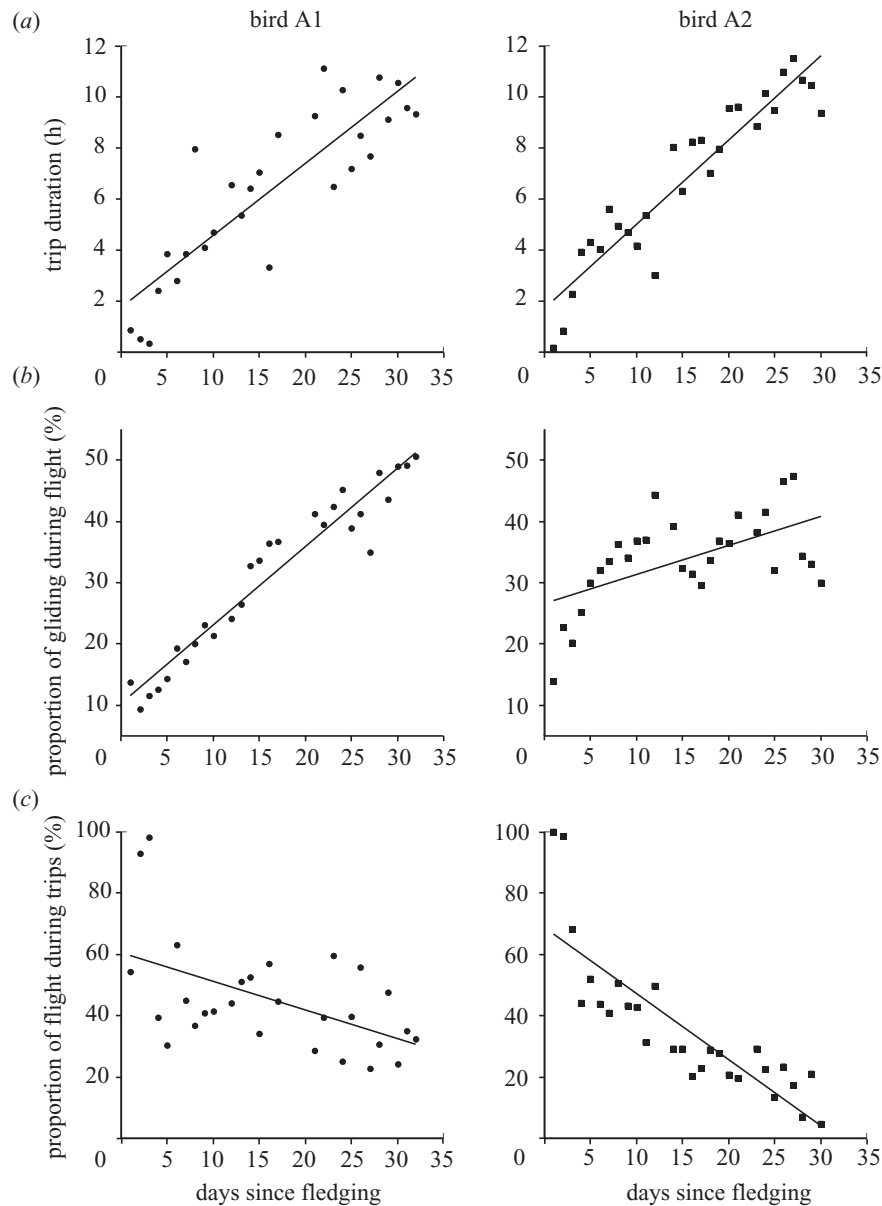 (a) bird A1 bird A2
12 12
10 10
8 8
6 6
4 4
2 2
trip duration (h)
0 5 10 15 20 25 30 35 0 5 10 15 20 25 30 35
(b)
50 50
40 40
30 30
20 20
10 10
proportion of gliding during flight (%)
0 5 10 15 20 25 30 35 0 5 10 15 20 25 30 35
(c)
100 100
80 80
60 60
40 40
20 20
proportion of flight during trips (%)
0 5 10 15 20 25 30 35 0 5 10 15 20 25 30 35
days since fledging days since fledging